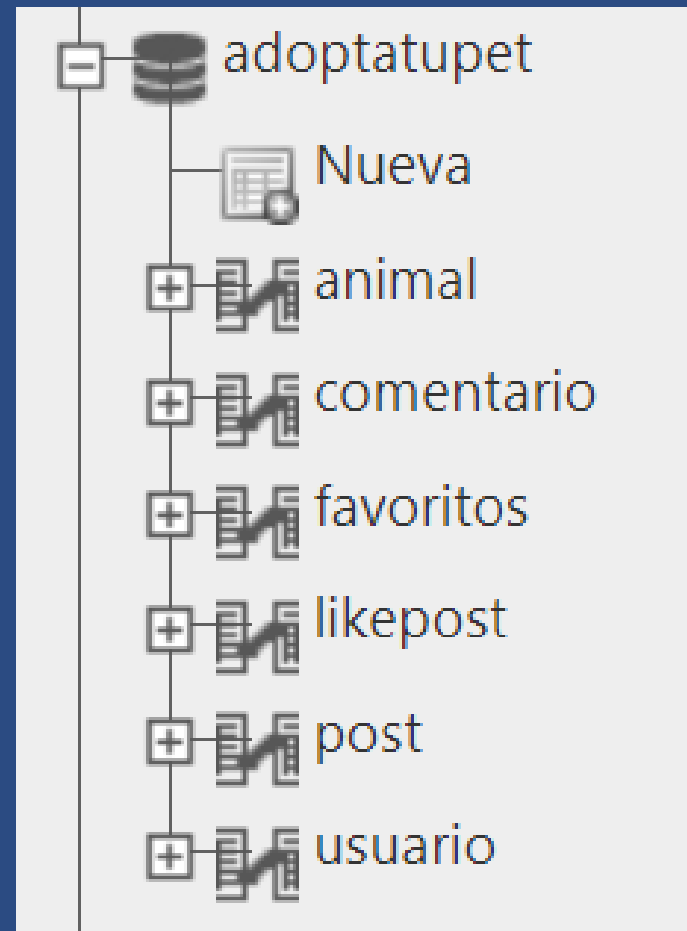 adoptatupet
Nueva
animal
comentario
favoritos
likepost
post
usuario